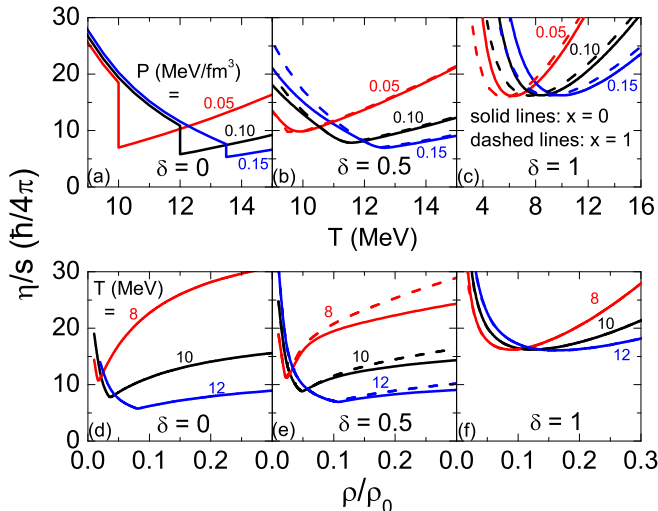 η/s (ħ/4π)
30
20
10
0
P (MeV/fm³)
=
0.05
0.10
0.15
(a)
δ = 0
10
12
14
0.05
0.10
0.15
(b)
δ = 0.5
10
12
14
T (MeV)
0.05
0.10
0.15
solid lines: x = 0
dashed lines: x = 1
(c)
δ = 1
4
8
12
16
30
20
10
0
T (MeV)
=
8
10
12
(d)
δ = 0
0.0
0.1
0.2
8
10
12
(e)
δ = 0.5
0.0
0.1
0.2
ρ/ρ₀
8
10
12
(f)
δ = 1
0.0
0.1
0.2
0.3